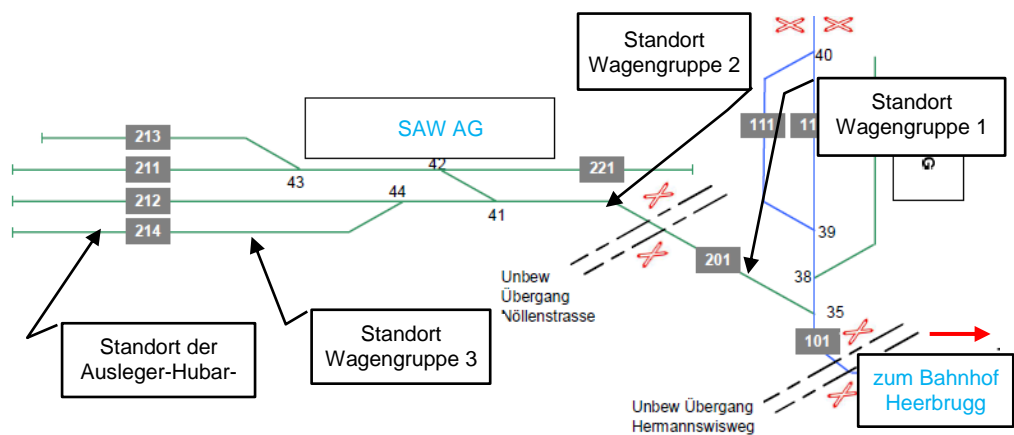 Standort
Wagengruppe 2
40
Standort
Wagengruppe 1
SAW AG
213
111
11
G
211
42
221
43
44
212
41
214
39
201
38
Unbew
Übergang
Nöllenstrasse
35
Standort der
Ausleger-Hubar-
Standort
Wagengruppe 3
101
zum Bahnhof
Heerbrugg
Unbew Übergang
Hermannswisweg